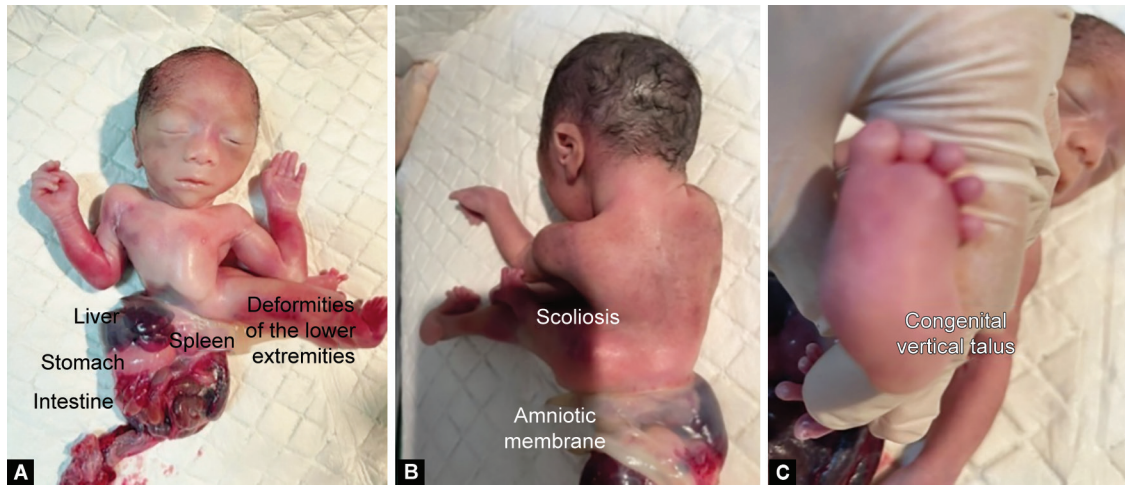 Liver
Spleen
Stomach
Intestine
Deformities
of the lower
extremities
A
Scoliosis
Amniotic
membrane
B
Congenital
vertical talus
C